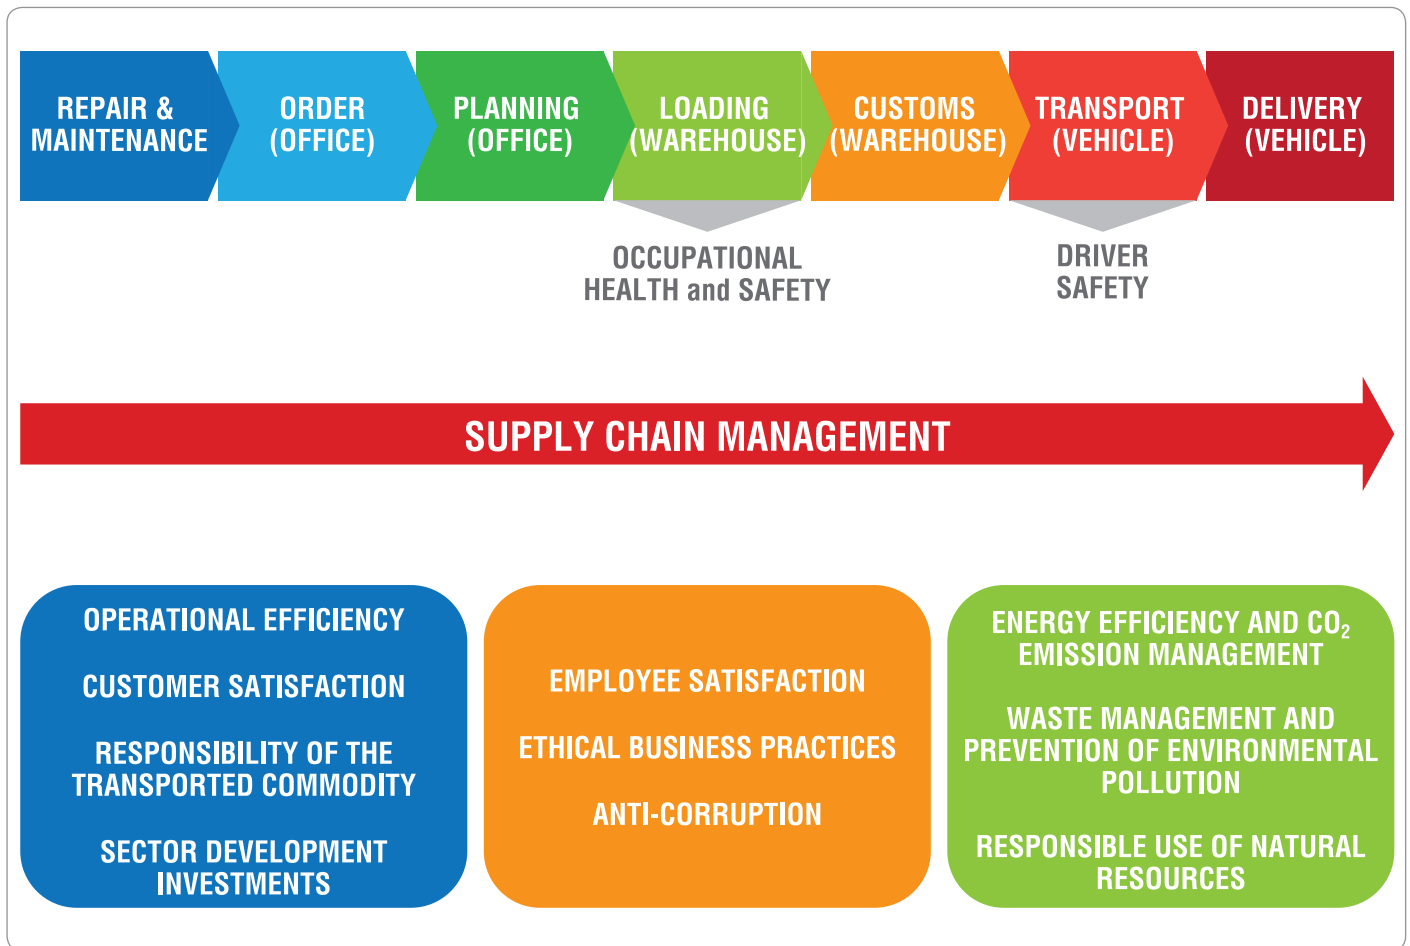 REPAIR &
MAINTENANCE
ORDER
(OFFICE)
PLANNING
(OFFICE)
LOADING
(WAREHOUSE)
CUSTOMS
(WAREHOUSE)
TRANSPORT
(VEHICLE)
DELIVERY
(VEHICLE)
OCCUPATIONAL
HEALTH and SAFETY
DRIVER
SAFETY
SUPPLY CHAIN MANAGEMENT
OPERATIONAL EFFICIENCY
CUSTOMER SATISFACTION
RESPONSIBILITY OF THE
TRANSPORTED COMMODITY
SECTOR DEVELOPMENT
INVESTMENTS
EMPLOYEE SATISFACTION
ETHICAL BUSINESS PRACTICES
ANTI-CORRUPTION
ENERGY EFFICIENCY AND CO₂
EMISSION MANAGEMENT
WASTE MANAGEMENT AND
PREVENTION OF ENVIRONMENTAL
POLLUTION
RESPONSIBLE USE OF NATURAL
RESOURCES